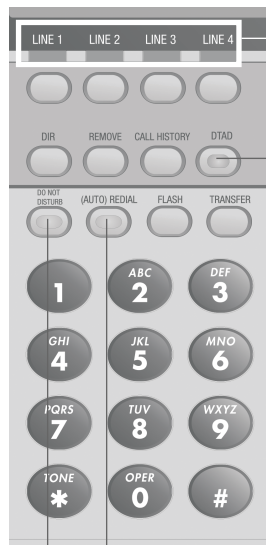 LINE 1 LINE 2 LINE 3 LINE 4
DIR REMOVE CALL HISTORY DTAD
DO NOT
DISTURB (AUTO) REDIAL FLASH TRANSFER
1 ABC 2 DEF 3
GHI 4 JKL 5 MNO 6
PQRS 7 TUV 8 WXYZ 9
TONE * OPER 0 #